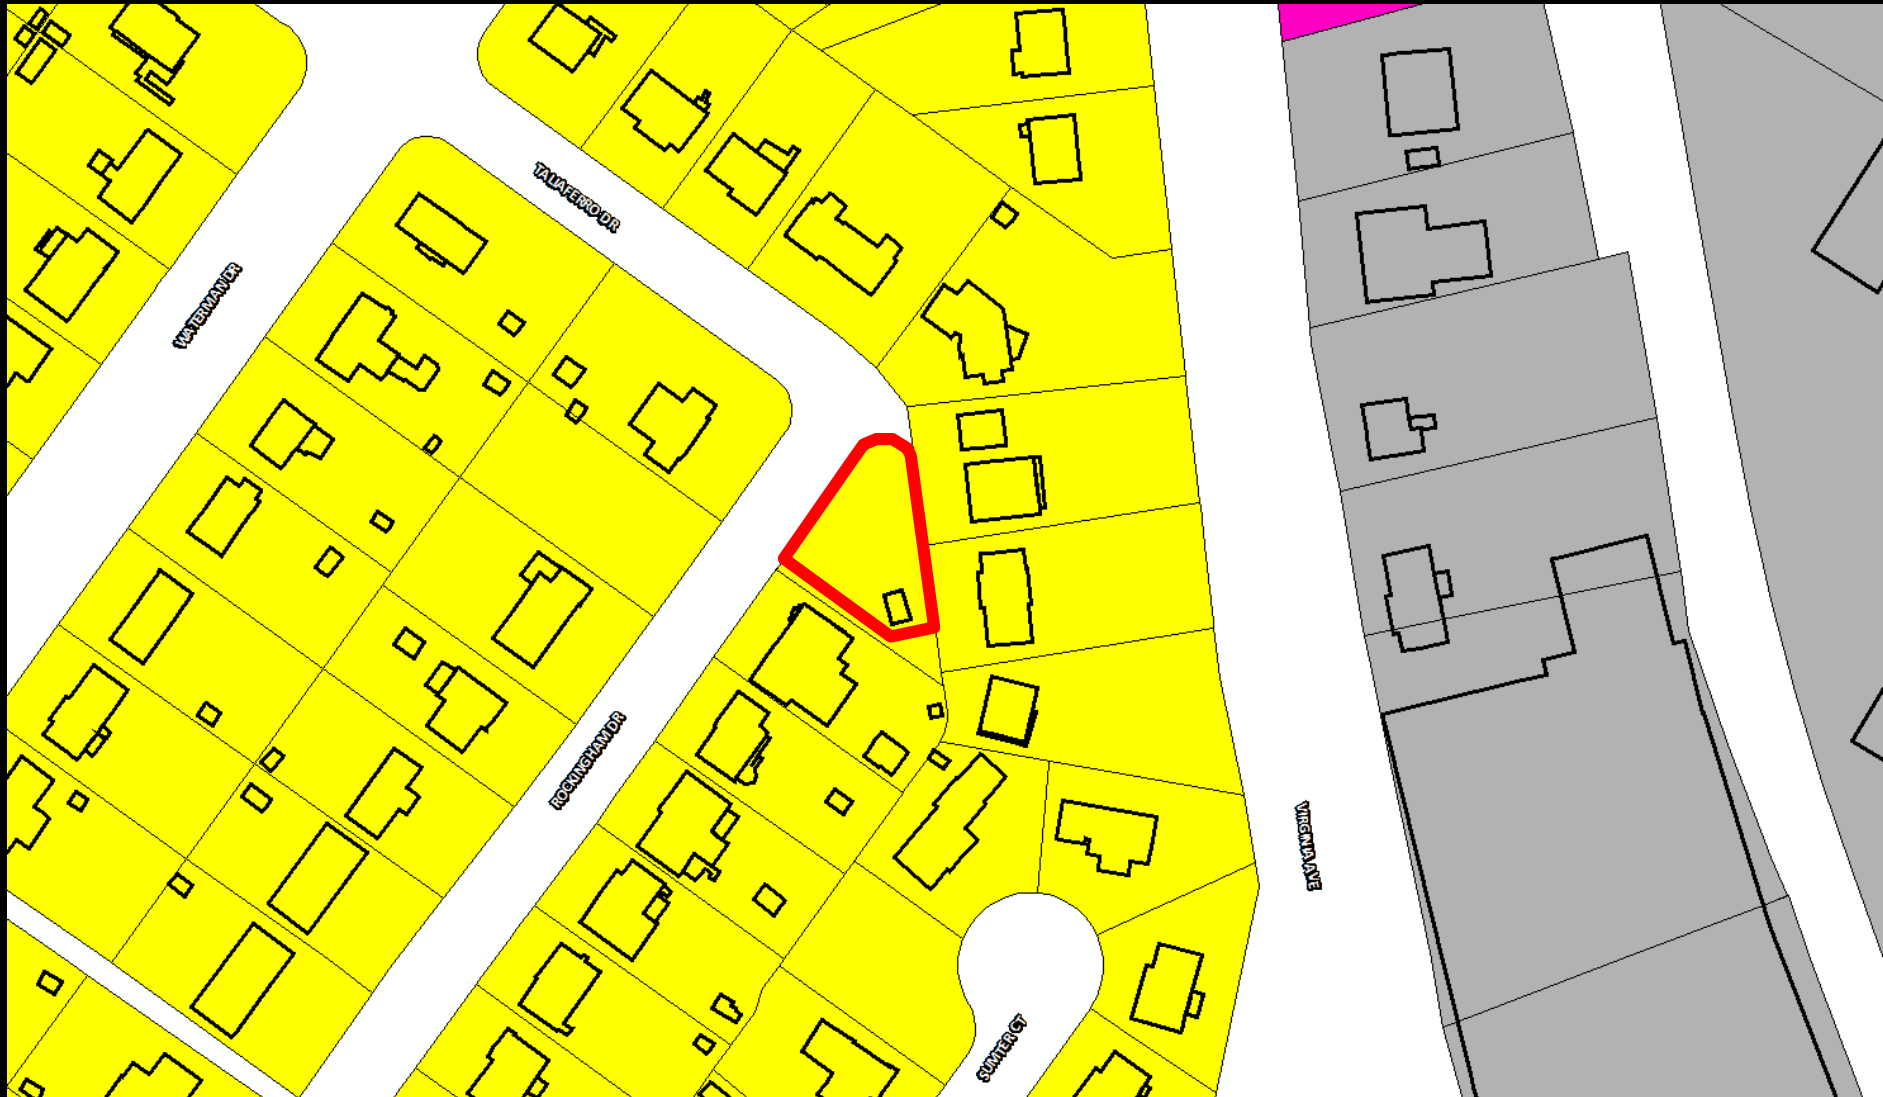 TALIAFERRO DR
WATERMAN DR
ROCKINGHAM DR
VIRGINIA AVE
SUMTER CT